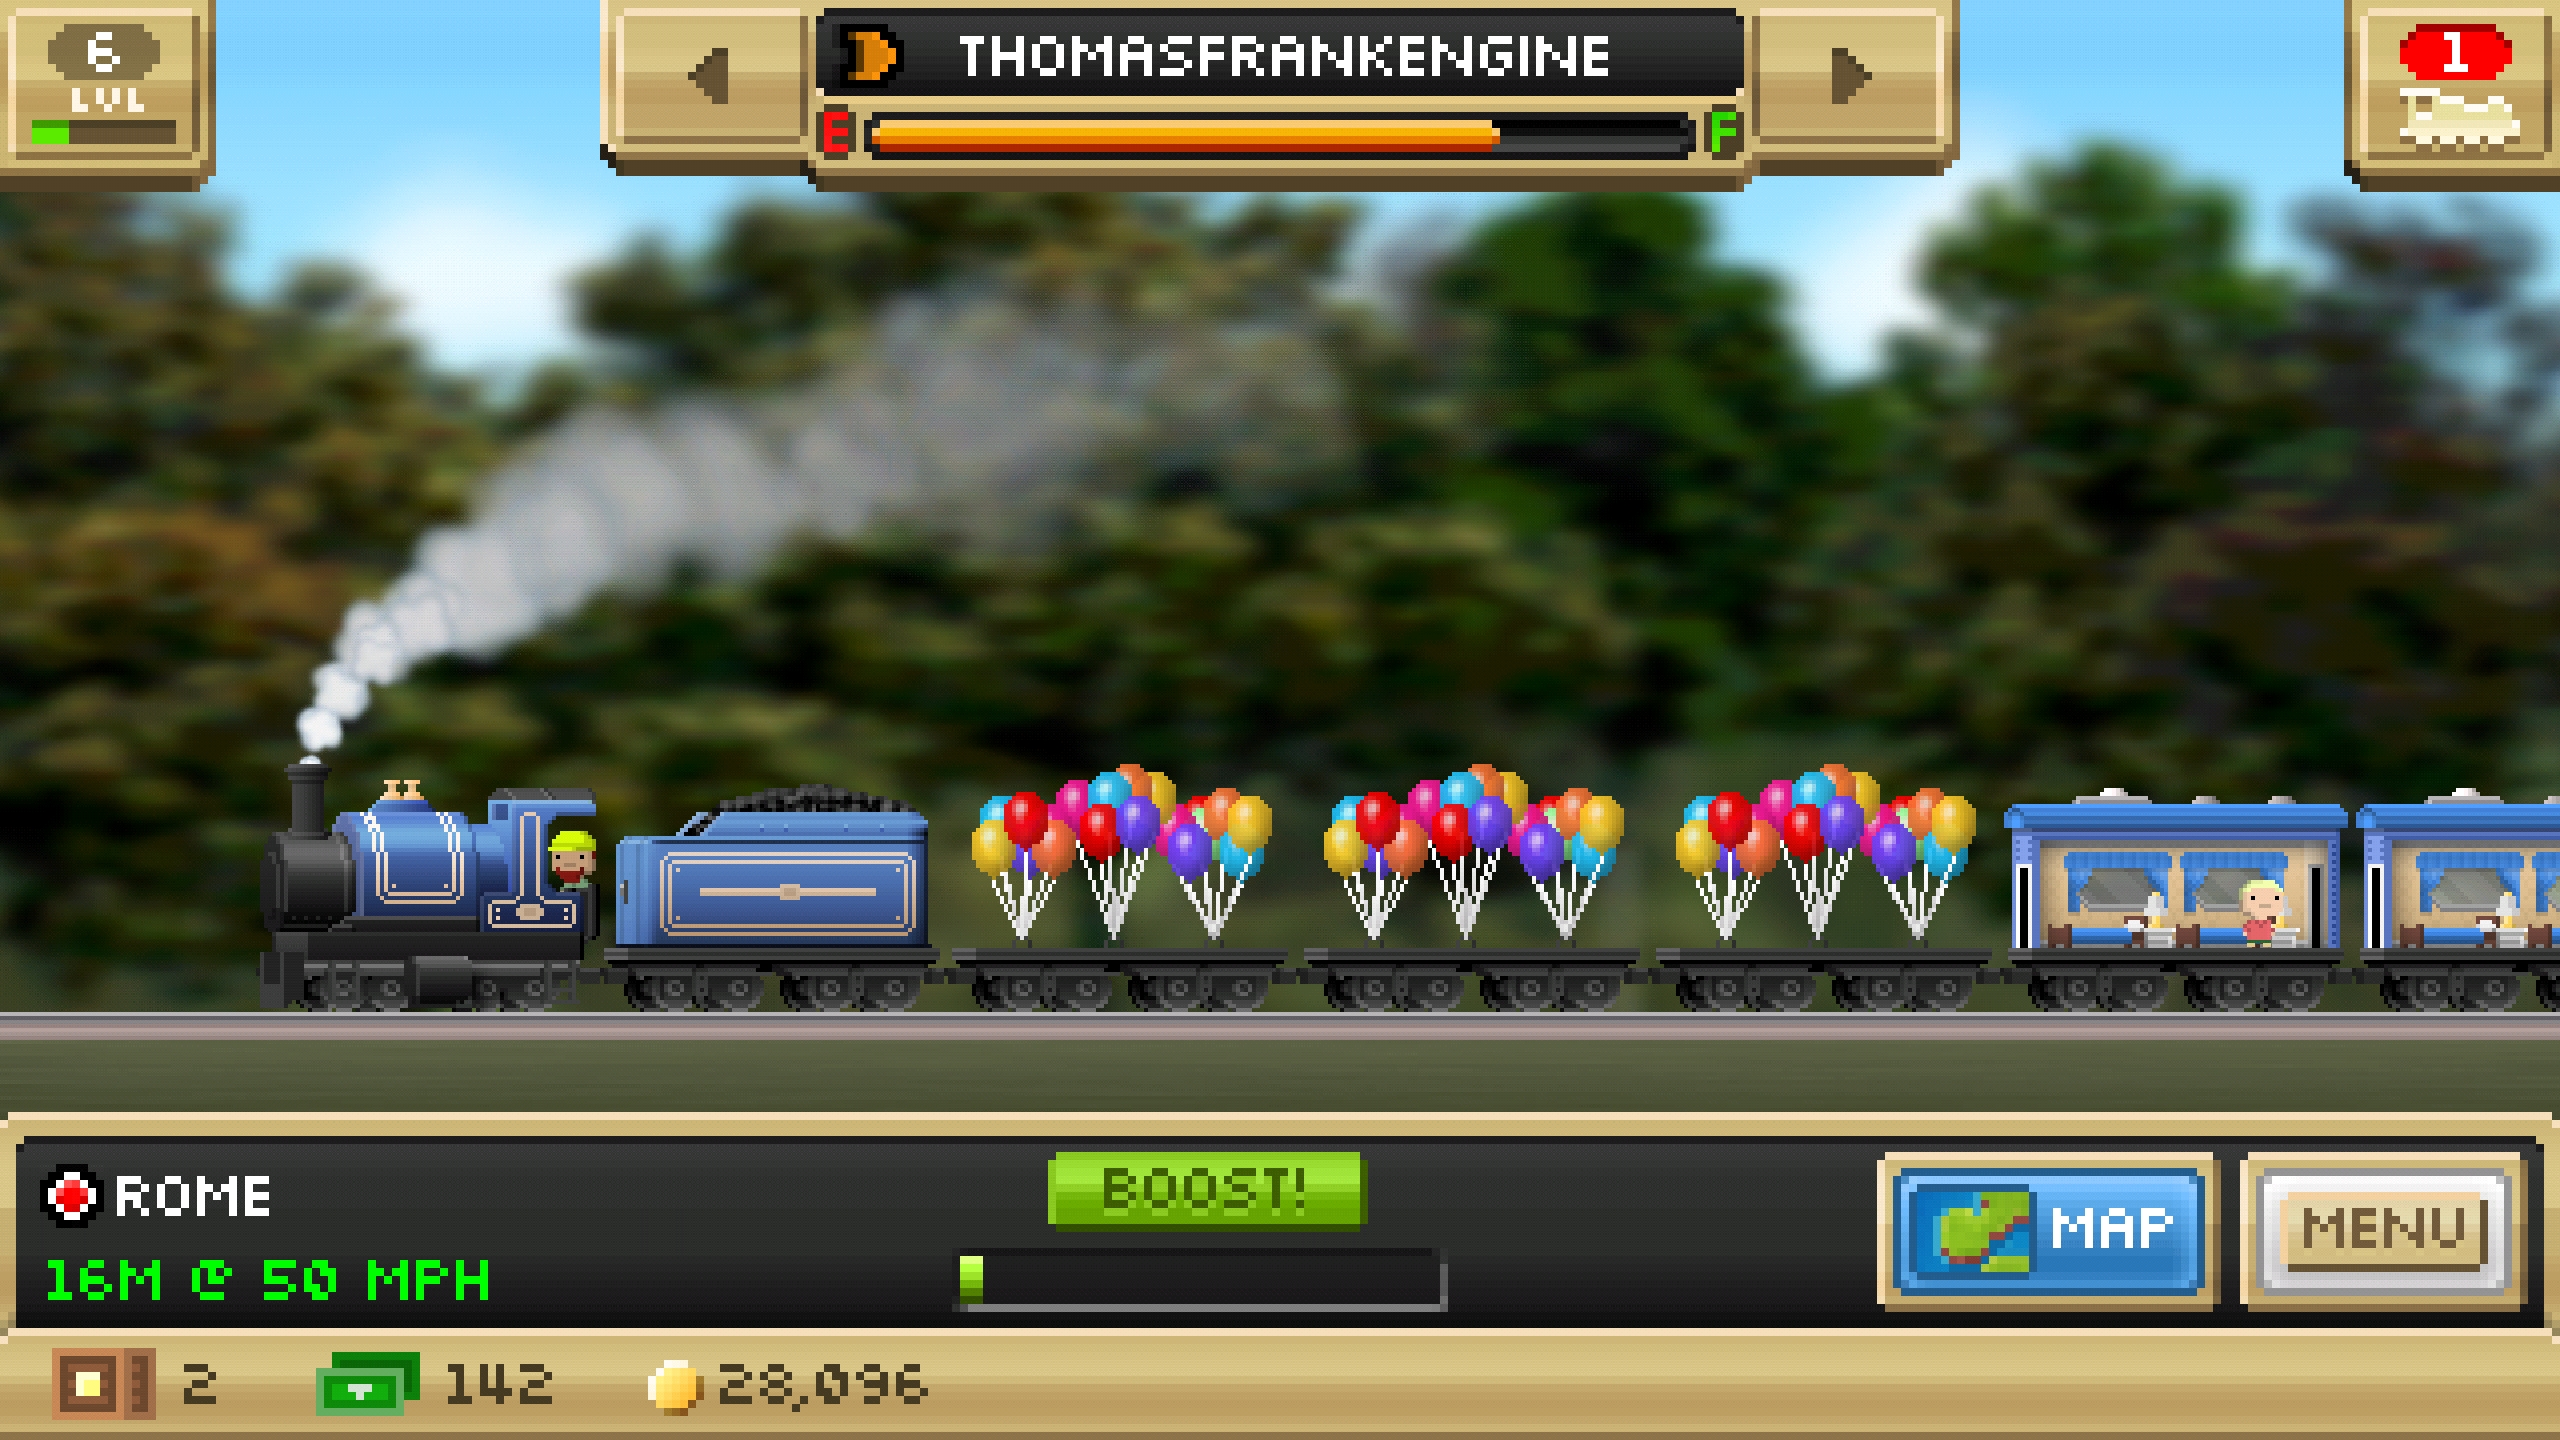 6
LVL
THOMASFRANKENGINE
E F
1
ROME
BOOST!
16M @ 50 MPH
MAP
MENU
2 142 28,096